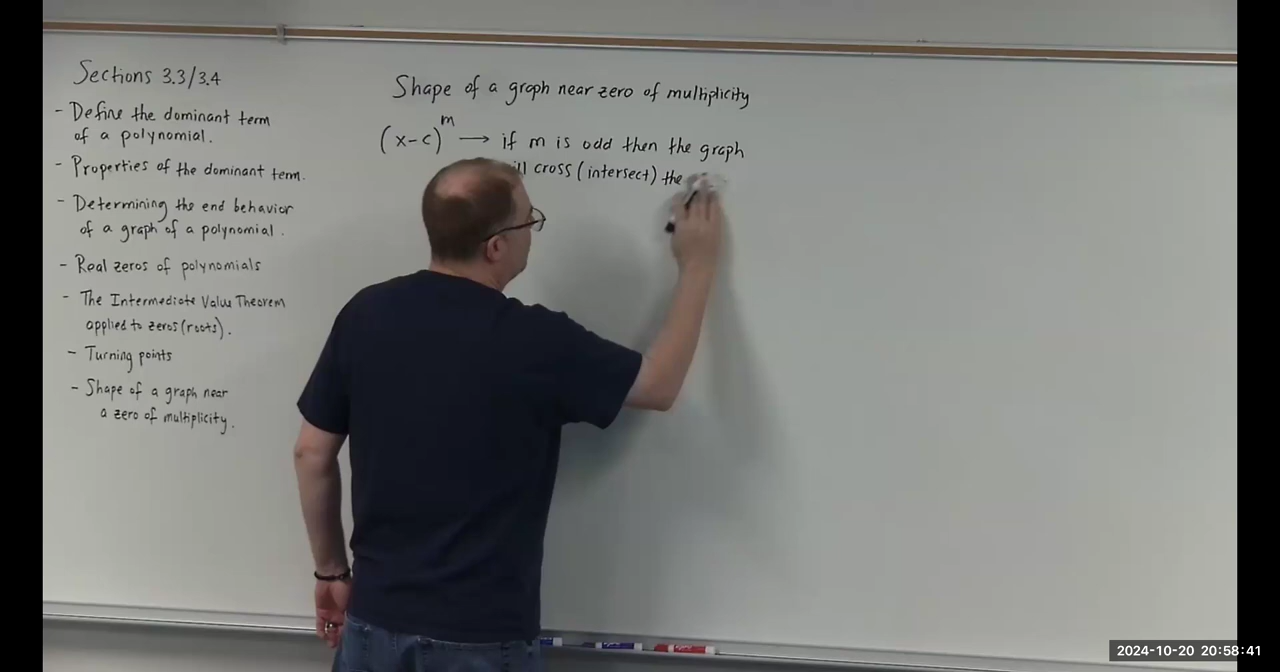 Sections 3.3/3.4
- Define the dominant term
of a polynomial.
- Properties of the dominant term.
- Determining the end behavior
of a graph of a polynomial.
- Real zeros of polynomials
- The Intermediate Value Theorem
applied to zeros (roots).
- Turning points
- Shape of a graph near
a zero of multiplicity.
Shape of a graph near zero of multiplicity
(x-c)^m → if m is odd then the graph
cross (intersect) the
2024-10-20 20:58:41